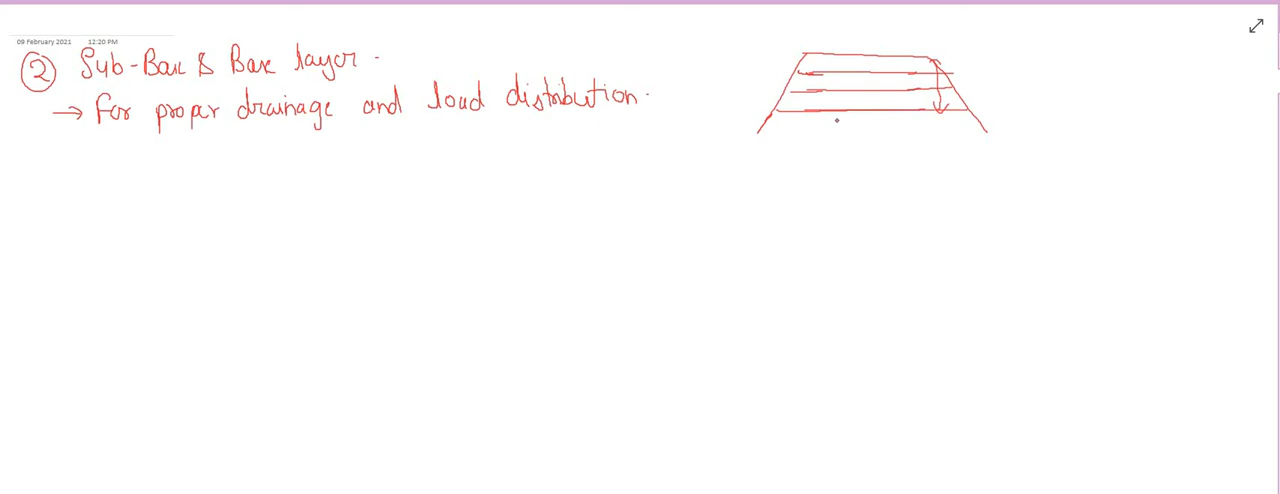 09 February 2021 12:20 PM
② Sub-Base & Base layer.
→ For proper drainage and load distribution.